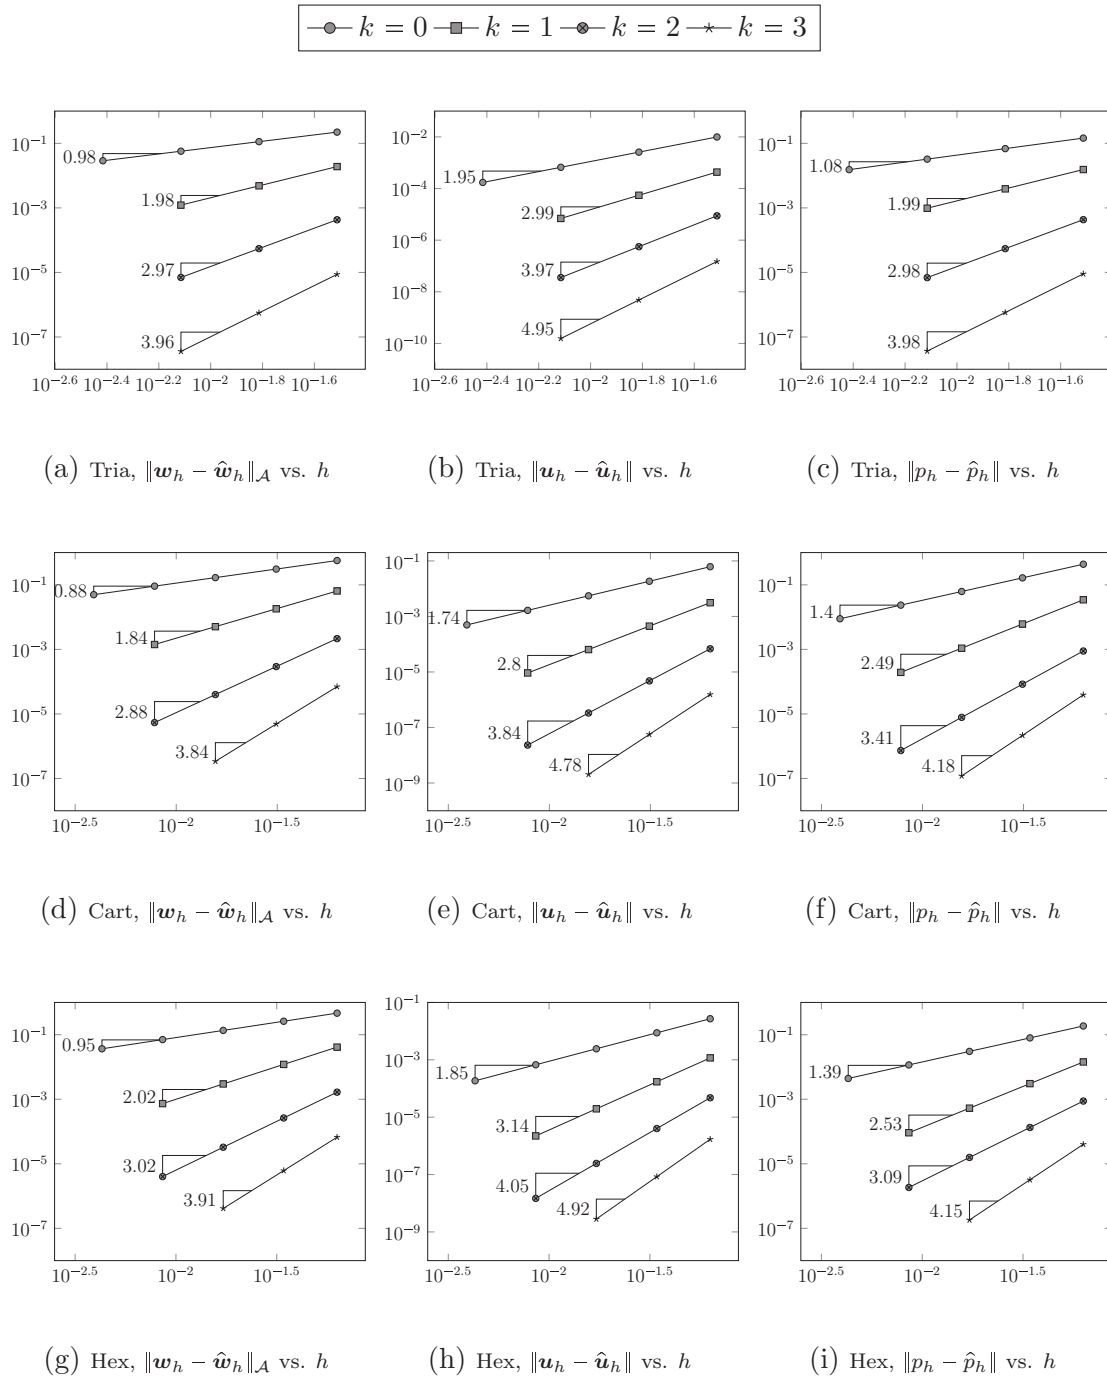 k = 0 k = 1 k = 2 k = 3
10^−1 10^−3 10^−5 10^−7
0.98 1.98 2.97 3.96
10^−2.6 10^−2.4 10^−2.2 10^−2 10^−1.8 10^−1.6
(a) Tria, ‖w_h − ŵ_h‖_𝒜 vs. h
10^−2 10^−4 10^−6 10^−8 10^−10
1.95 2.99 3.97 4.95
10^−2.6 10^−2.4 10^−2.2 10^−2 10^−1.8 10^−1.6
(b) Tria, ‖u_h − û_h‖ vs. h
10^−1 10^−3 10^−5 10^−7
1.08 1.99 2.98 3.98
10^−2.6 10^−2.4 10^−2.2 10^−2 10^−1.8 10^−1.6
(c) Tria, ‖p_h − p̂_h‖ vs. h
10^−1 10^−3 10^−5 10^−7
0.88 1.84 2.88 3.84
10^−2.5 10^−2 10^−1.5
(d) Cart, ‖w_h − ŵ_h‖_𝒜 vs. h
10^−1 10^−3 10^−5 10^−7 10^−9
1.74 2.8 3.84 4.78
10^−2.5 10^−2 10^−1.5
(e) Cart, ‖u_h − û_h‖ vs. h
10^−1 10^−3 10^−5 10^−7
1.4 2.49 3.41 4.18
10^−2.5 10^−2 10^−1.5
(f) Cart, ‖p_h − p̂_h‖ vs. h
10^−1 10^−3 10^−5 10^−7
0.95 2.02 3.02 3.91
10^−2.5 10^−2 10^−1.5
(g) Hex, ‖w_h − ŵ_h‖_𝒜 vs. h
10^−1 10^−3 10^−5 10^−7 10^−9
1.85 3.14 4.05 4.92
10^−2.5 10^−2 10^−1.5
(h) Hex, ‖u_h − û_h‖ vs. h
10^−1 10^−3 10^−5 10^−7
1.39 2.53 3.09 4.15
10^−2.5 10^−2 10^−1.5
(i) Hex, ‖p_h − p̂_h‖ vs. h